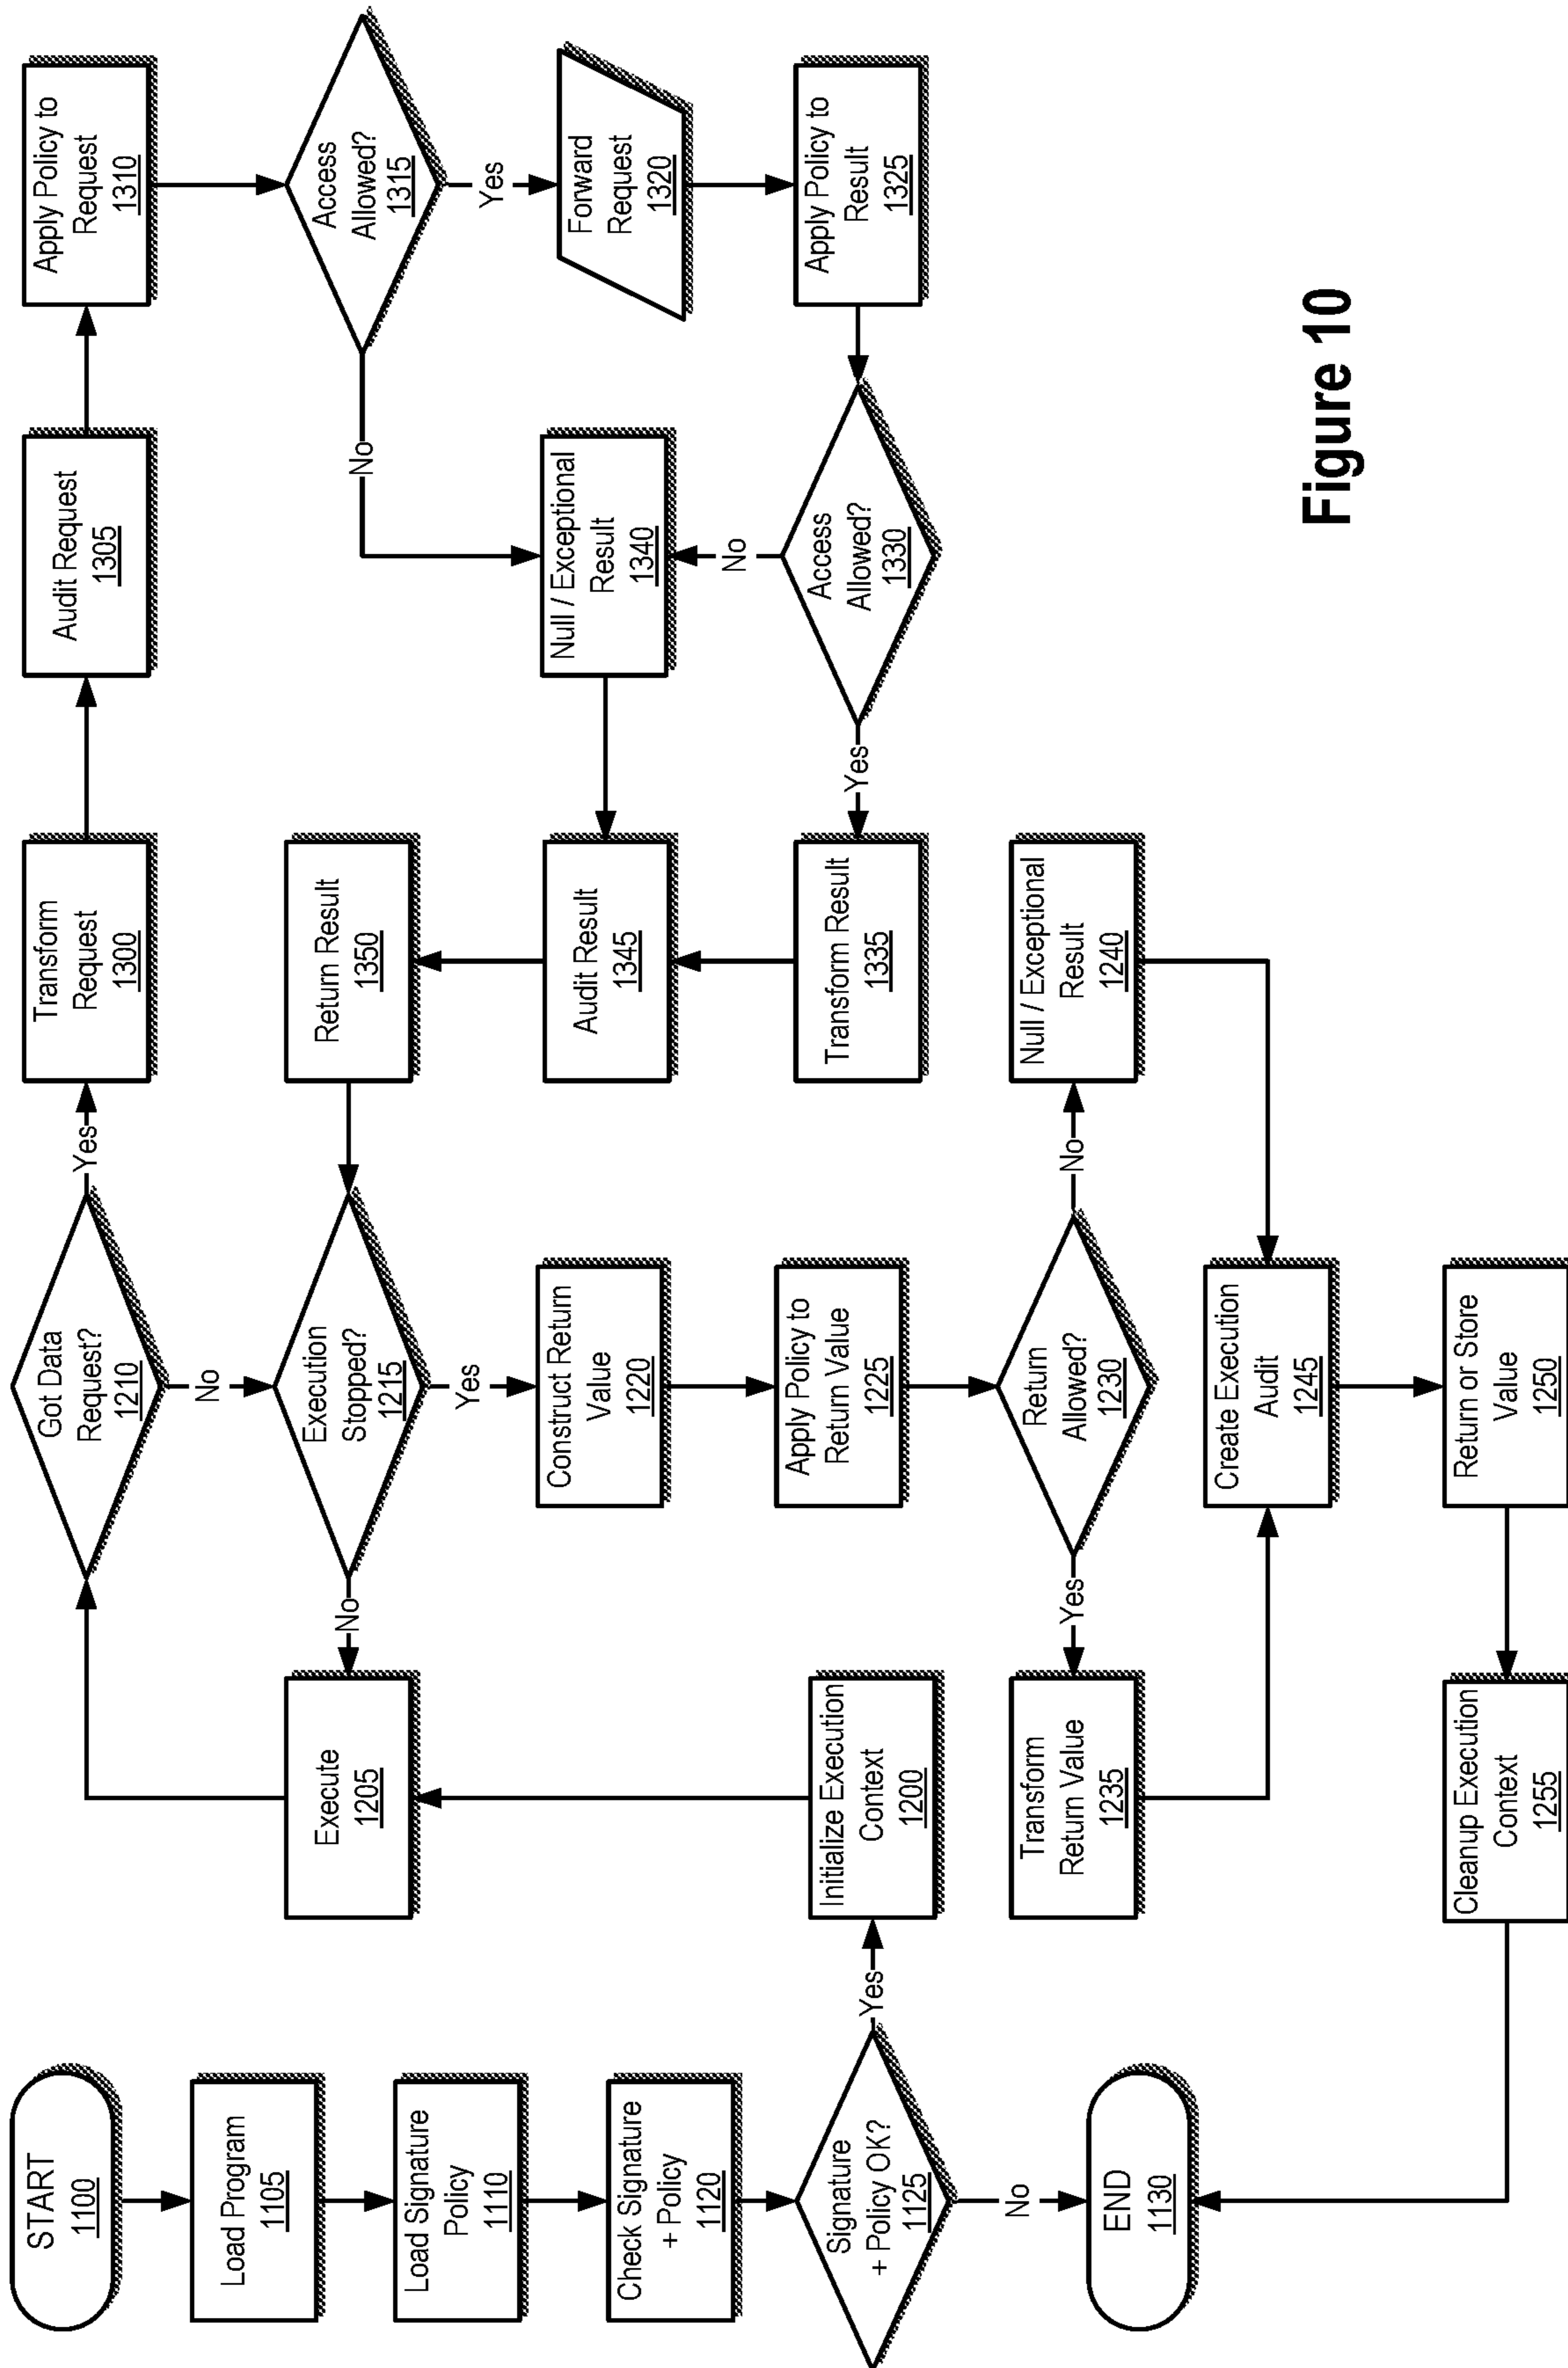 START
1100
Load Program
1105
Load Signature
Policy
1110
Check Signature
+ Policy
1120
Signature
+ Policy OK?
1125
Yes
No
END
1130
Initialize Execution
Context
1200
Execute
1205
Got Data
Request?
1210
Yes
No
Execution
Stopped?
1215
No
Yes
Construct Return
Value
1220
Apply Policy to
Return Value
1225
Return
Allowed?
1230
Yes
No
Transform
Return Value
1235
Null / Exceptional
Result
1240
Create Execution
Audit
1245
Return or Store
Value
1250
Cleanup Execution
Context
1255
Transform
Request
1300
Audit Request
1305
Apply Policy to
Request
1310
Access
Allowed?
1315
No
Yes
Forward
Request
1320
Apply Policy to
Result
1325
Access
Allowed?
1330
No
Yes
Transform Result
1335
Null / Exceptional
Result
1340
Audit Result
1345
Return Result
1350
Figure 10